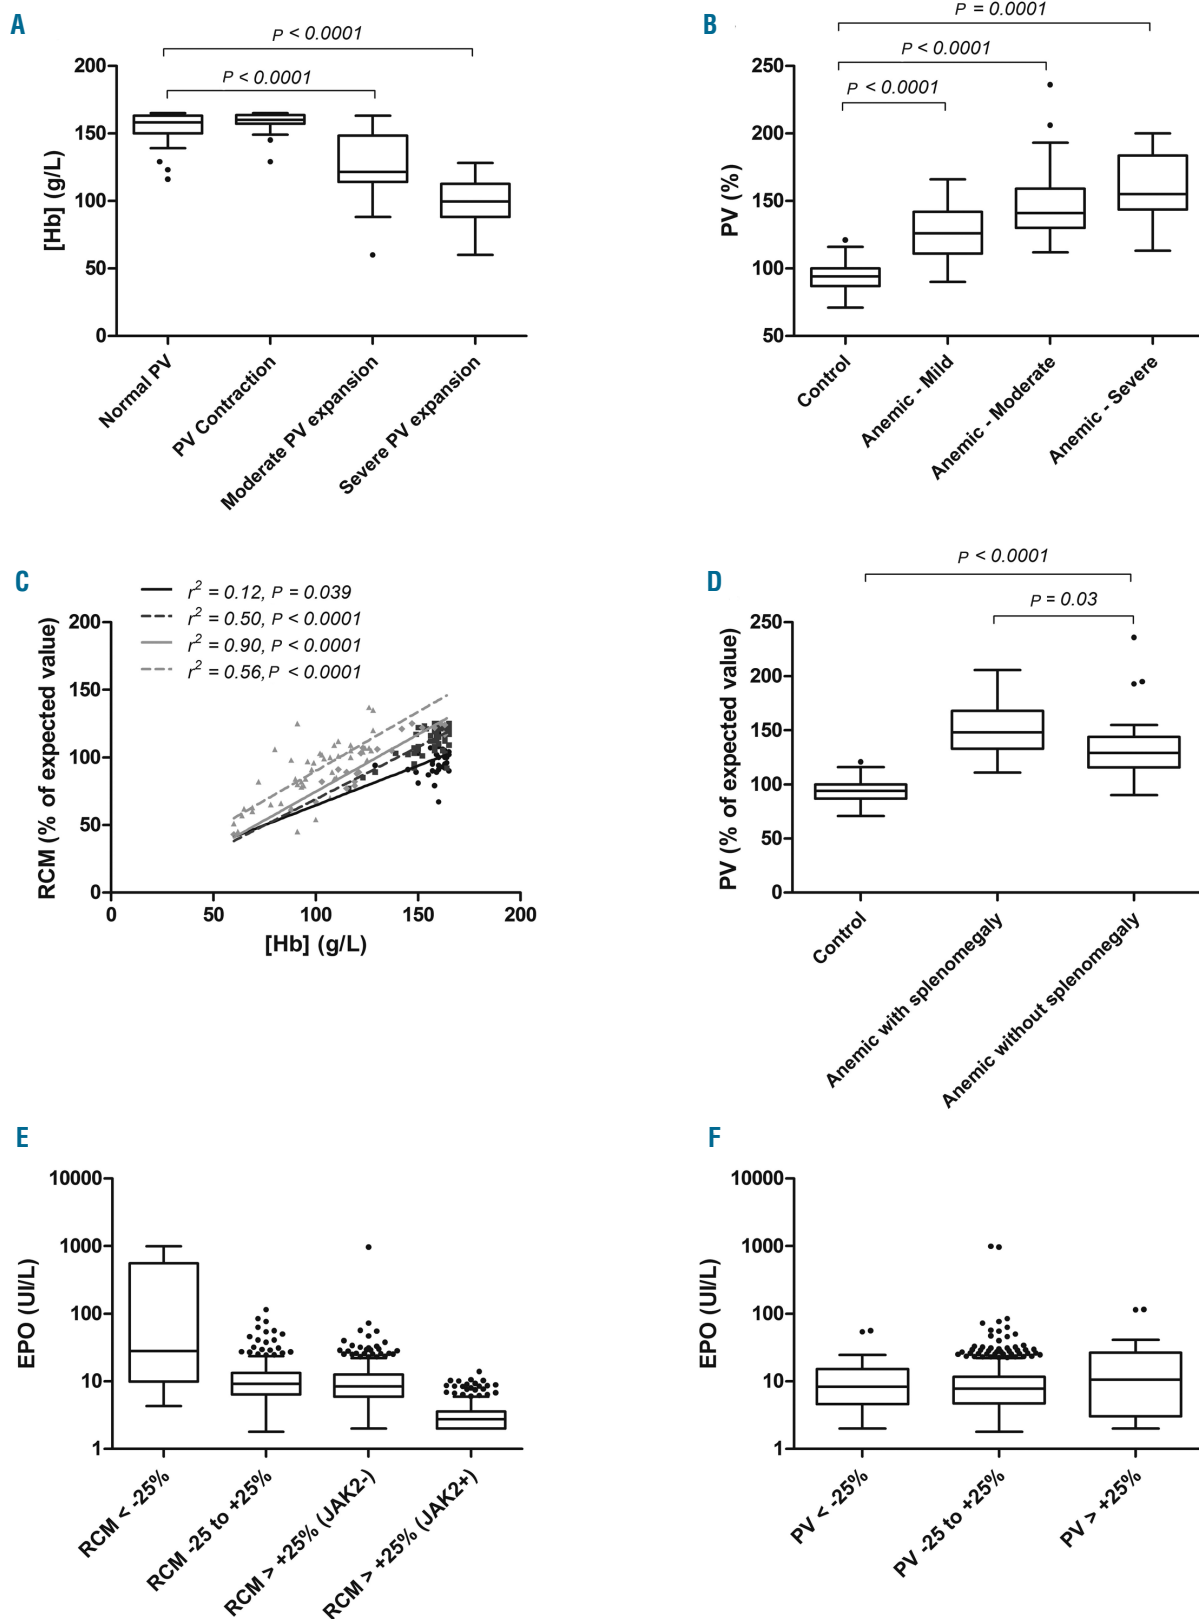 A
P < 0.0001
P < 0.0001
200
150
100
50
0
[Hb] (g/L)
Normal PV
PV Contraction
Moderate PV expansion
Severe PV expansion
B
P = 0.0001
P < 0.0001
P < 0.0001
250
200
150
100
50
PV (%)
Control
Anemic - Mild
Anemic - Moderate
Anemic - Severe
C
r² = 0.12, P = 0.039
r² = 0.50, P < 0.0001
r² = 0.90, P < 0.0001
r² = 0.56, P < 0.0001
200
150
100
50
0
RCM (% of expected value)
0 50 100 150 200
[Hb] (g/L)
D
P < 0.0001
P = 0.03
250
200
150
100
50
0
PV (% of expected value)
Control
Anemic with splenomegaly
Anemic without splenomegaly
E
10000
1000
100
10
1
EPO (UI/L)
RCM < -25%
RCM -25 to +25%
RCM > +25% (JAK2-)
RCM > +25% (JAK2+)
F
10000
1000
100
10
1
EPO (UI/L)
PV < -25%
PV -25 to +25%
PV > +25%